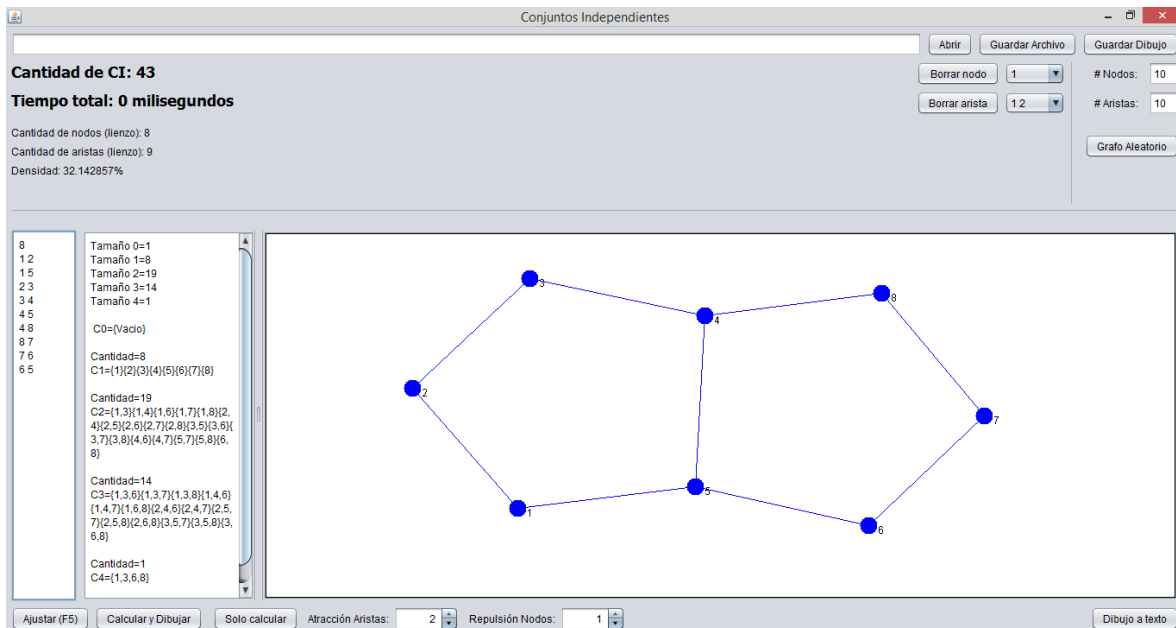 Conjuntos Independientes
Abrir
Guardar Archivo
Guardar Dibujo
Cantidad de CI: 43
Borrar nodo
1
# Nodos:
10
Tiempo total: 0 milisegundos
Borrar arista
1 2
# Aristas:
10
Cantidad de nodos (lienzo): 8
Cantidad de aristas (lienzo): 9
Densidad: 32.142857%
Grafo Aleatorio
8
1 2
1 5
2 3
3 4
4 5
4 8
8 7
7 6
6 5
Tamaño 0=1
Tamaño 1=8
Tamaño 2=19
Tamaño 3=14
Tamaño 4=1
C0={Vacio}
Cantidad=8
C1={1}{2}{3}{4}{5}{6}{7}{8}
Cantidad=19
C2={1,3}{1,4}{1,6}{1,7}{1,8}{2,
4}{2,5}{2,6}{2,7}{2,8}{3,5}{3,6}{
3,7}{3,8}{4,6}{4,7}{5,7}{5,8}{6,
8}
Cantidad=14
C3={1,3,6}{1,3,7}{1,3,8}{1,4,6}
{1,4,7}{1,6,8}{2,4,6}{2,4,7}{2,5,
7}{2,5,8}{2,6,8}{3,5,7}{3,5,8}{3,
6,8}
Cantidad=1
C4={1,3,6,8}
3
8
4
2
7
5
1
6
Ajustar (F5)
Calcular y Dibujar
Solo calcular
Atracción Aristas:
2
Repulsión Nodos:
1
Dibujo a texto